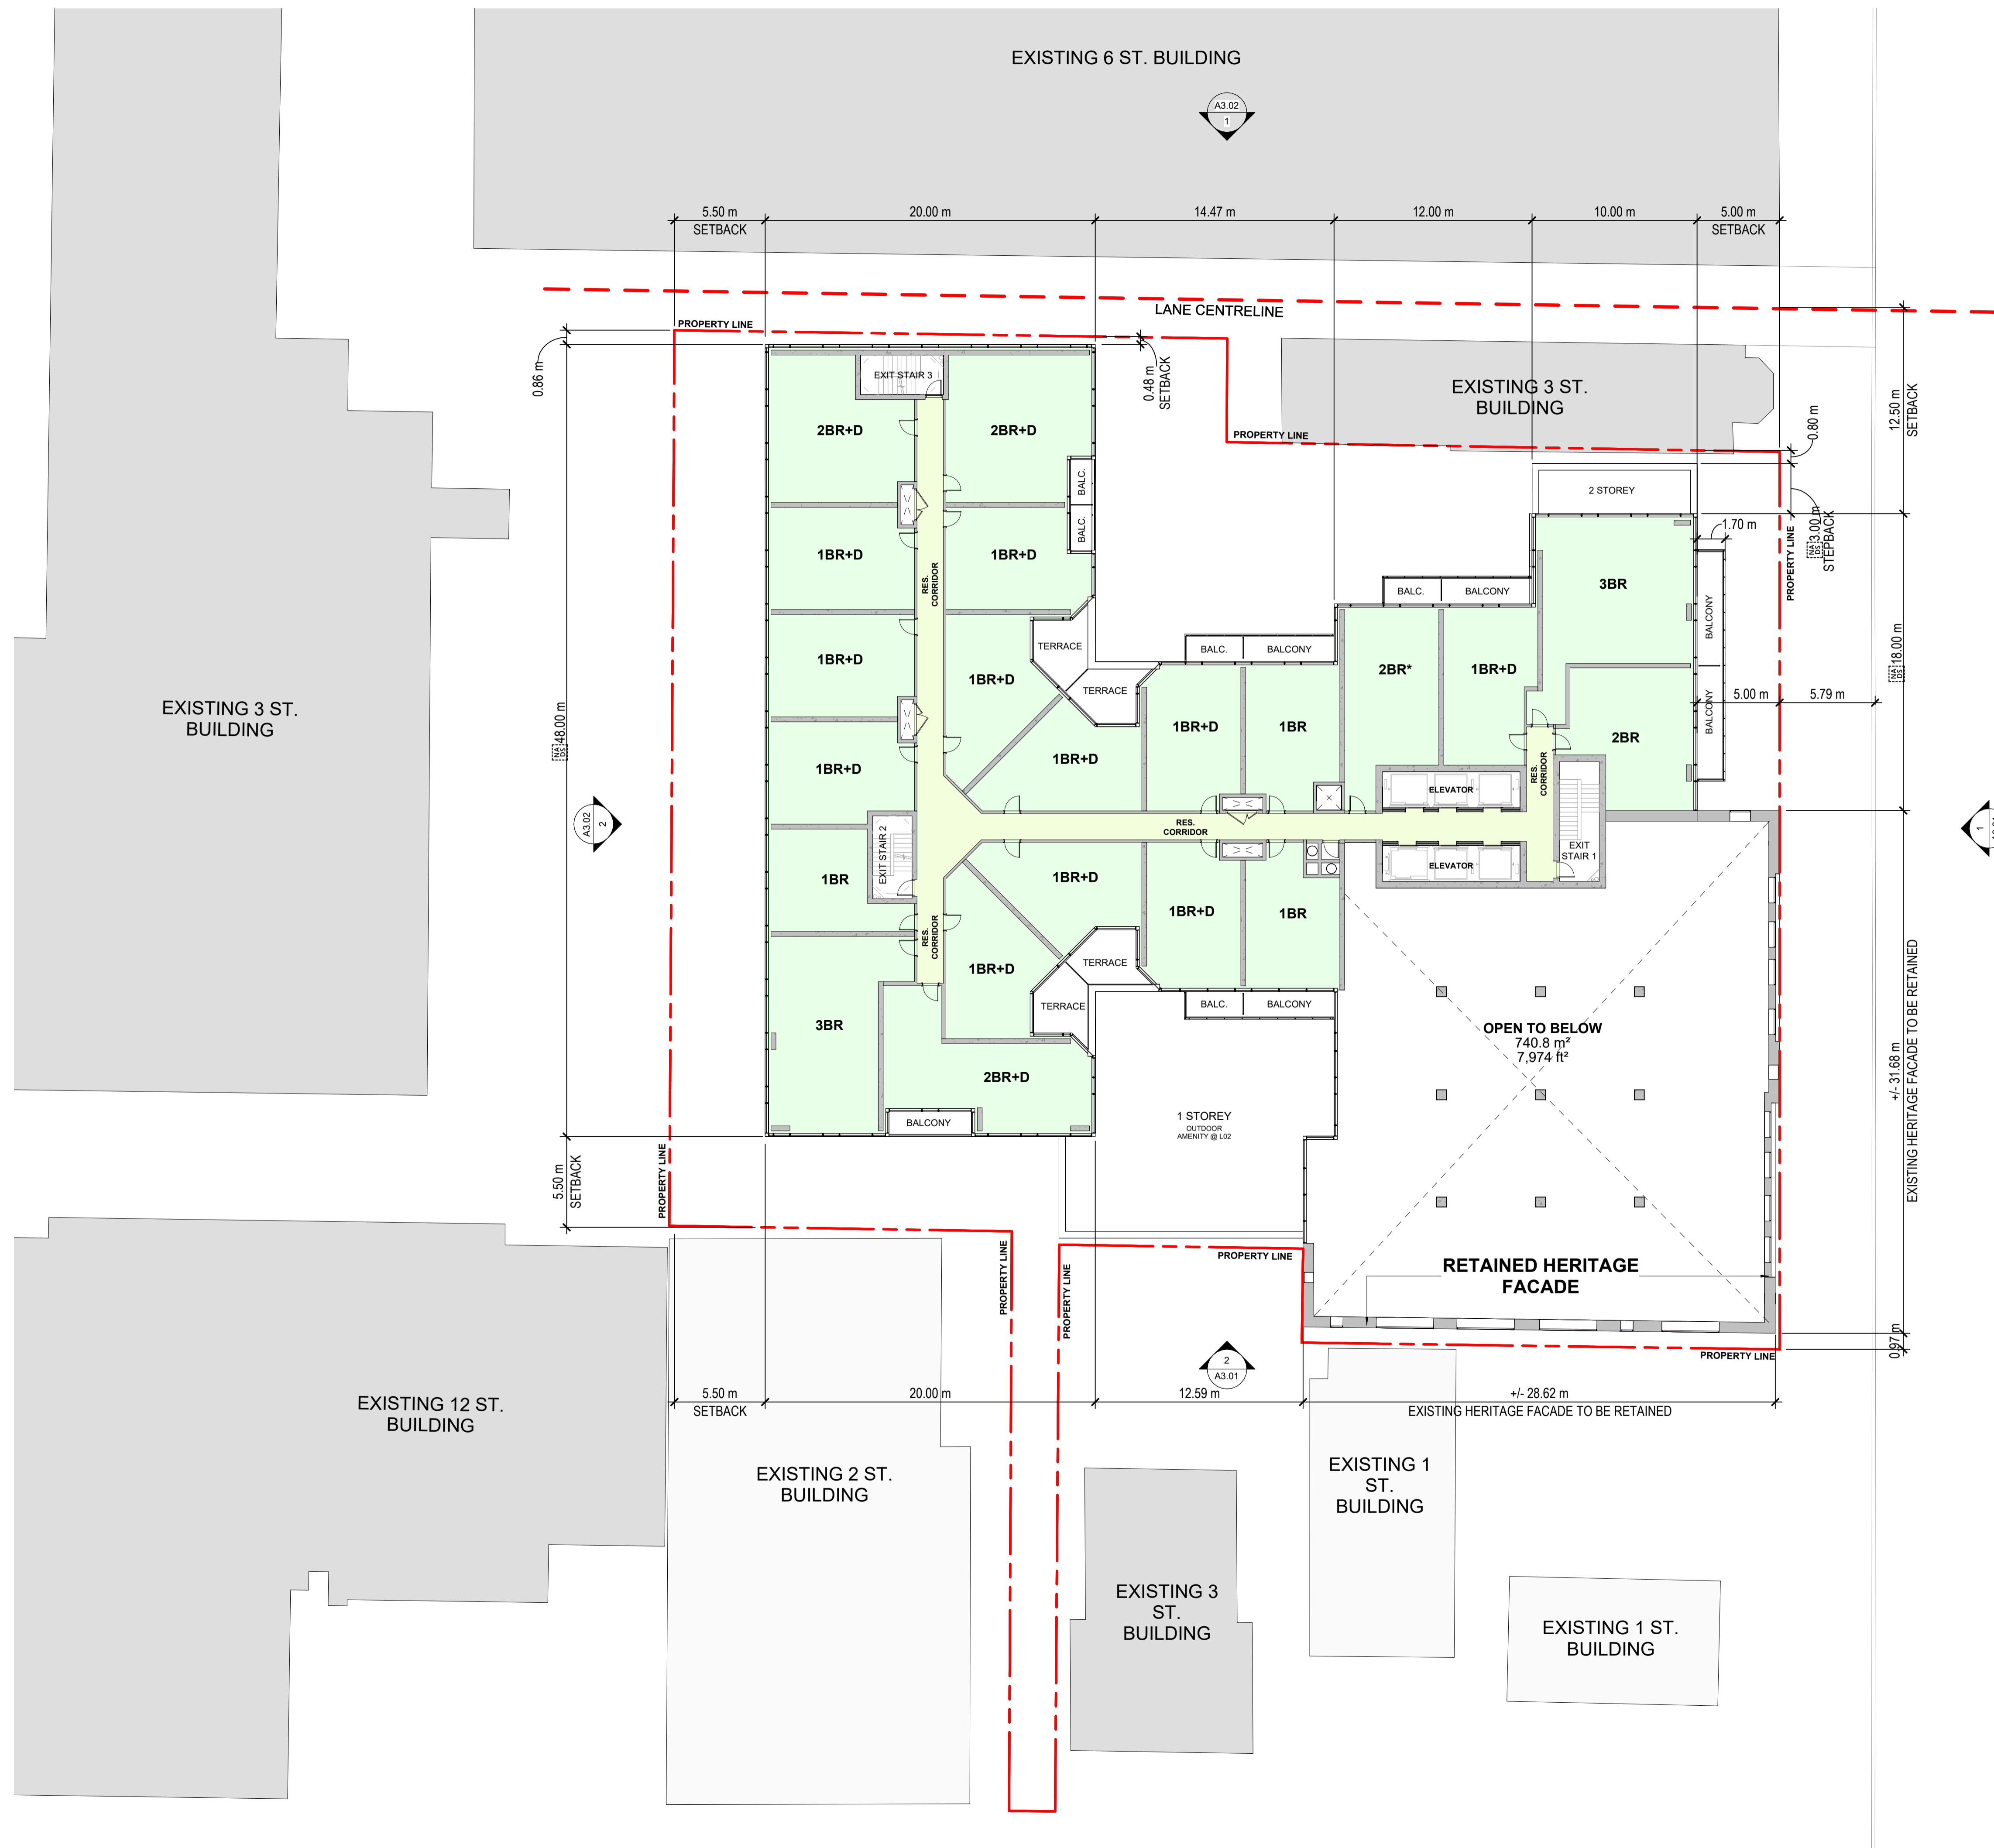 EXISTING 6 ST. BUILDING
A3.02
1
5.50 m
SETBACK
20.00 m
14.47 m
12.00 m
10.00 m
5.00 m
SETBACK
LANE CENTRELINE
PROPERTY LINE
0.86 m
0.48 m
SETBACK
EXISTING 3 ST.
BUILDING
PROPERTY LINE
12.50 m
SETBACK
0.80 m
EXIT STAIR 3
2BR+D
2BR+D
BALC.
BALC.
2 STOREY
NA
DS
3.00 m
STEPBACK
1.70 m
PROPERTY LINE
1BR+D
1BR+D
RES.
CORRIDOR
BALC.
BALCONY
3BR
BALCONY
BALCONY
NA
DS
18.00 m
5.00 m
5.79 m
1BR+D
1BR+D
TERRACE
TERRACE
BALC.
BALCONY
2BR*
1BR+D
2BR
EXISTING 3 ST.
BUILDING
NA
DS
48.00 m
1BR+D
1BR+D
1BR+D
1BR
RES.
CORRIDOR
ELEVATOR
A3.02
2
RES.
CORRIDOR
1
1BR
EXIT STAIR 2
1BR+D
1BR+D
1BR
ELEVATOR
EXIT
STAIR 1
RES.
CORRIDOR
1BR+D
TERRACE
TERRACE
BALC.
BALCONY
3BR
2BR+D
BALCONY
OPEN TO BELOW
740.8 m²
7,974 ft²
1 STOREY
OUTDOOR
AMENITY @ L02
+/- 31.68 m
EXISTING HERITAGE FACADE TO BE RETAINED
5.50 m
SETBACK
PROPERTY LINE
PROPERTY LINE
PROPERTY LINE
PROPERTY LINE
RETAINED HERITAGE
FACADE
0.97 m
PROPERTY LINE
2
A3.01
5.50 m
SETBACK
20.00 m
12.59 m
+/- 28.62 m
EXISTING HERITAGE FACADE TO BE RETAINED
EXISTING 12 ST.
BUILDING
EXISTING 2 ST.
BUILDING
EXISTING 1
ST.
BUILDING
EXISTING 3
ST.
BUILDING
EXISTING 1 ST.
BUILDING